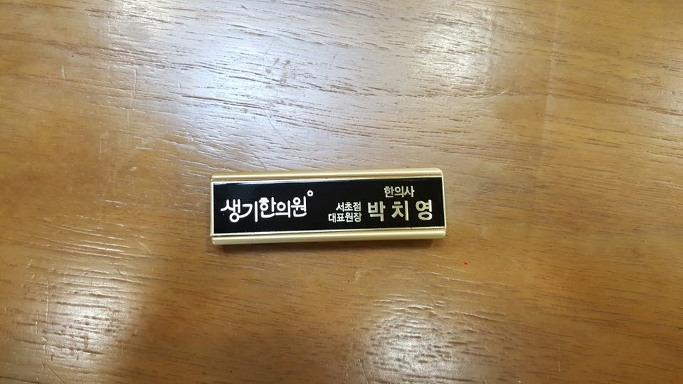 생기한의원
한의사
서초점
대표원장
박치영